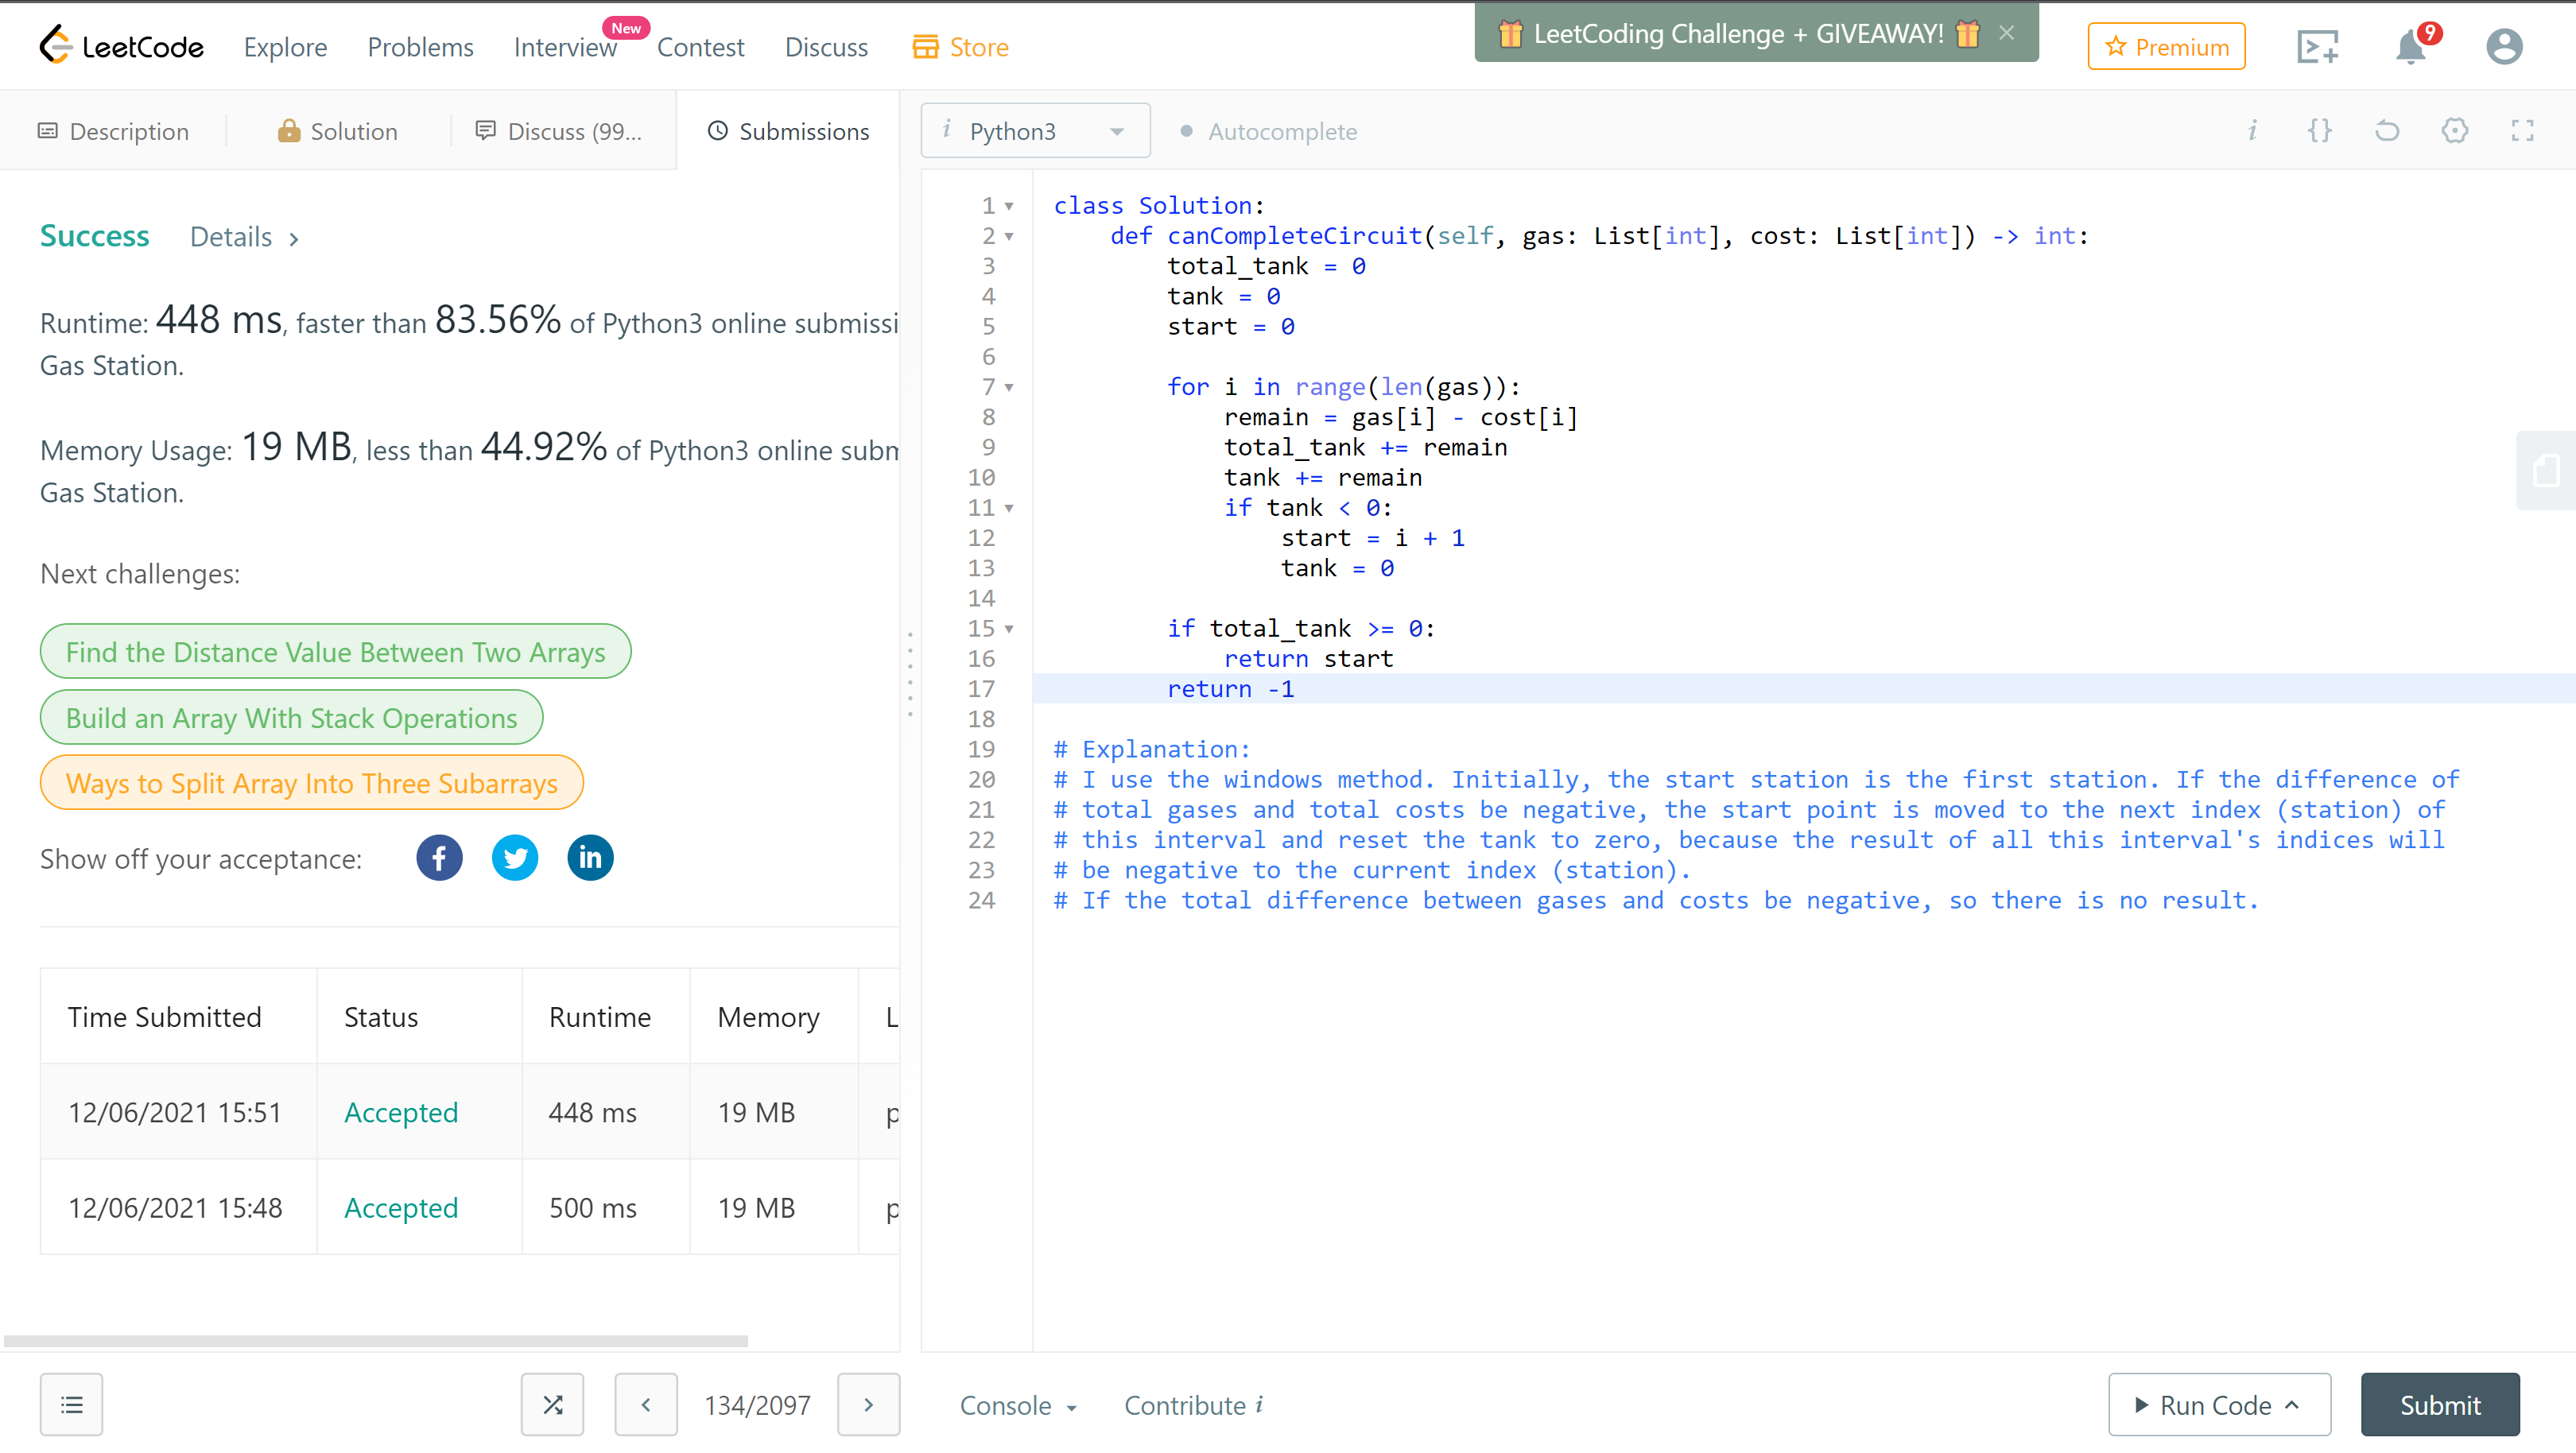 LeetCode
Explore
Problems
Interview
New
Contest
Discuss
Store
🎁 LeetCoding Challenge + GIVEAWAY! 🎁 ×
Premium
9
Description
Solution
Discuss (99...
Submissions
i Python3
Autocomplete
i {}
Success
Details >
Runtime: 448 ms, faster than 83.56% of Python3 online submissi
Gas Station.
Memory Usage: 19 MB, less than 44.92% of Python3 online subm
Gas Station.
Next challenges:
Find the Distance Value Between Two Arrays
Build an Array With Stack Operations
Ways to Split Array Into Three Subarrays
Show off your acceptance: f in
Time Submitted Status Runtime Memory L
12/06/2021 15:51 Accepted 448 ms 19 MB p
12/06/2021 15:48 Accepted 500 ms 19 MB p
134/2097
1 class Solution:
2     def canCompleteCircuit(self, gas: List[int], cost: List[int]) -> int:
3         total_tank = 0
4         tank = 0
5         start = 0
6
7         for i in range(len(gas)):
8             remain = gas[i] - cost[i]
9             total_tank += remain
10             tank += remain
11             if tank < 0:
12                 start = i + 1
13                 tank = 0
14
15         if total_tank >= 0:
16             return start
17         return -1
18
19 # Explanation:
20 # I use the windows method. Initially, the start station is the first station. If the difference of
21 # total gases and total costs be negative, the start point is moved to the next index (station) of
22 # this interval and reset the tank to zero, because the result of all this interval's indices will
23 # be negative to the current index (station).
24 # If the total difference between gases and costs be negative, so there is no result.
Console
Contribute i
Run Code
Submit